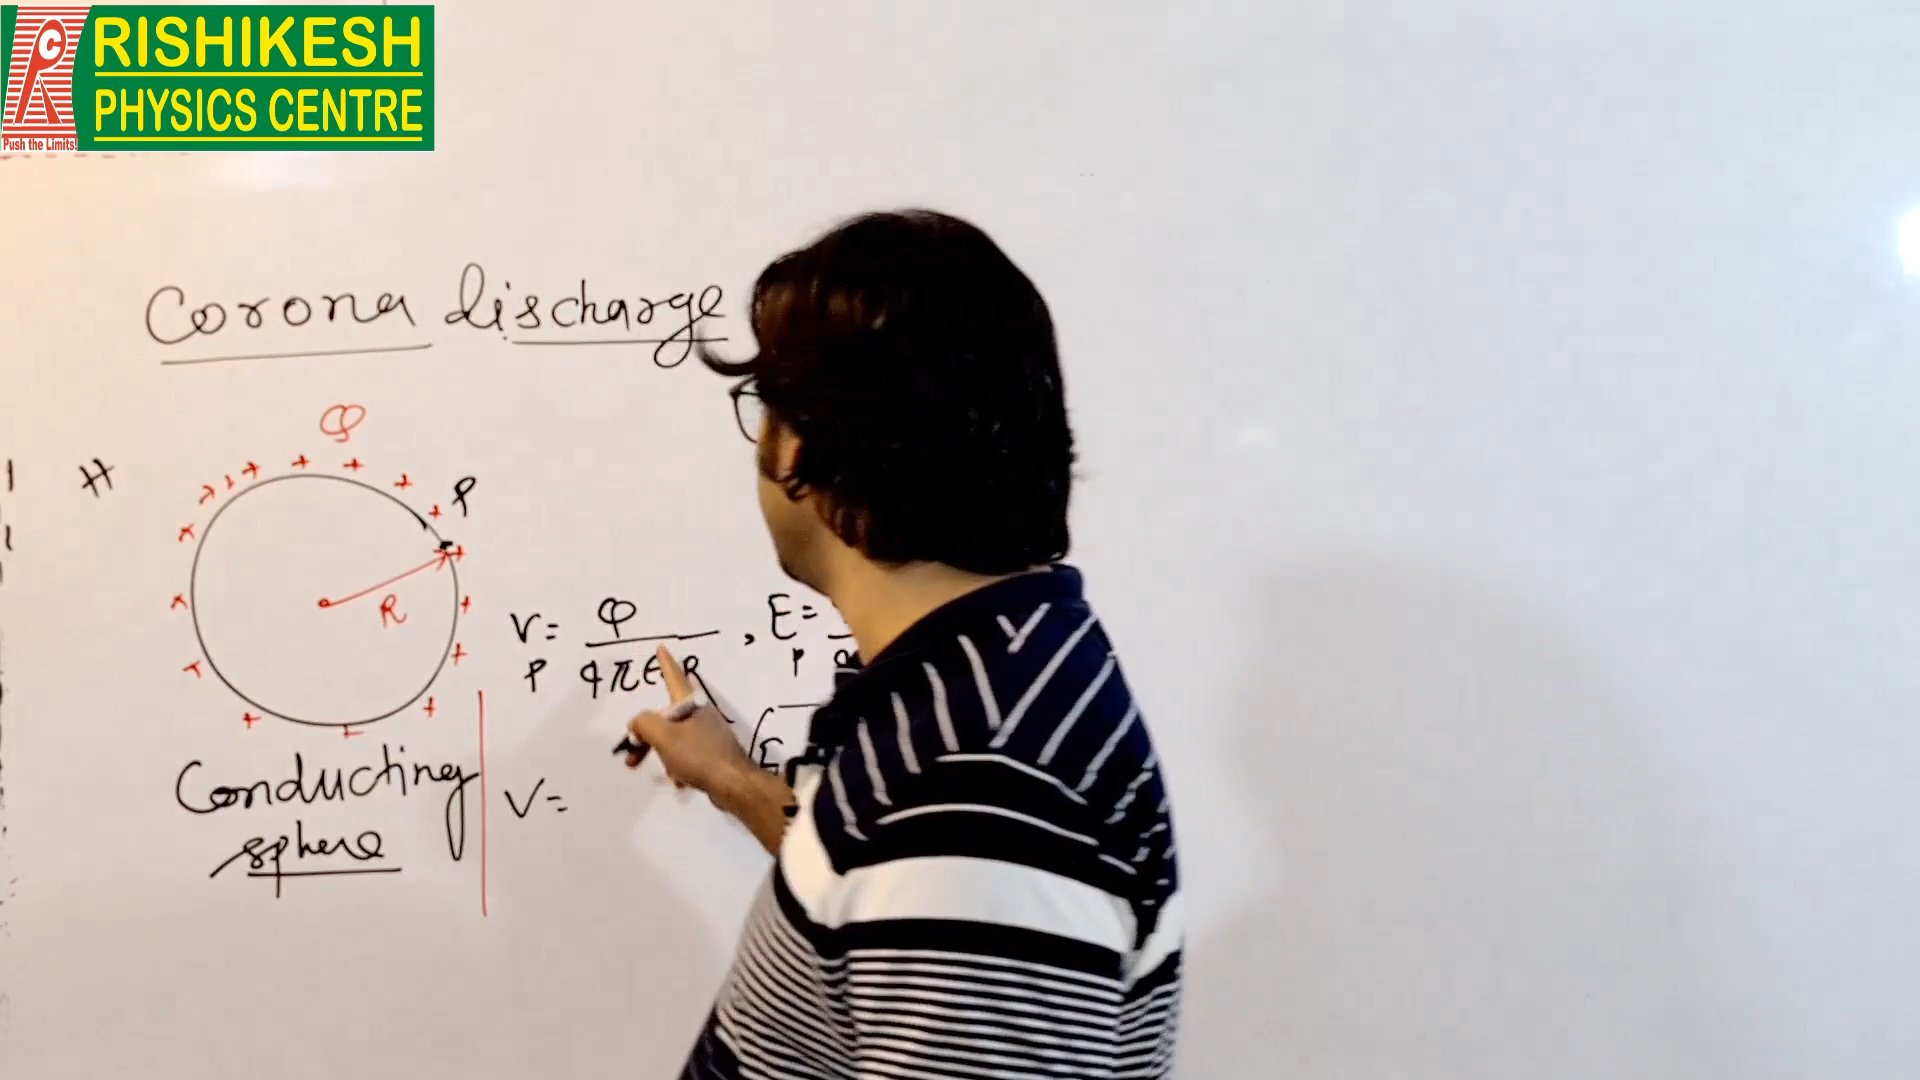 RISHIKESH
PHYSICS CENTRE
Push the Limits!
Corona discharge
Q
P
R
V = Q / 4πε R , E =
P P
E
V =
Conducting
sphere